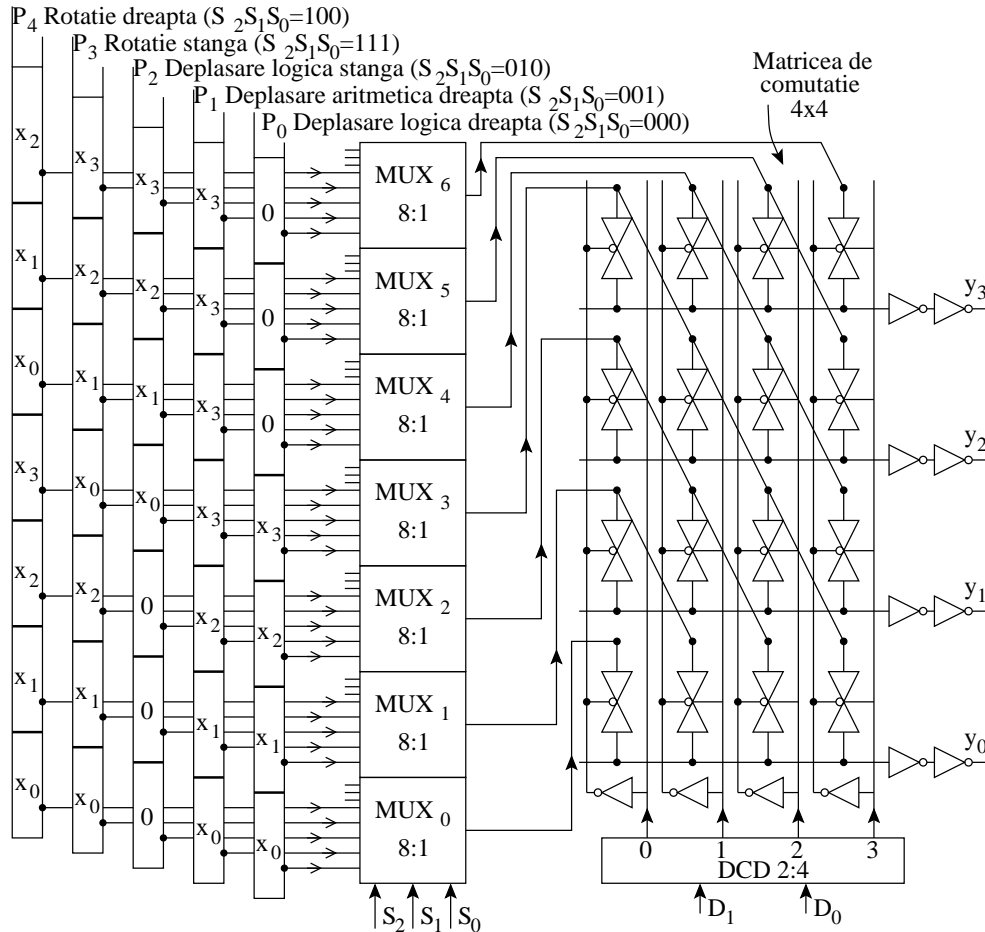 P4 Rotatie dreapta (S2S1S0=100)
P3 Rotatie stanga (S2S1S0=111)
P2 Deplasare logica stanga (S2S1S0=010)
P1 Deplasare aritmetica dreapta (S2S1S0=001)
P0 Deplasare logica dreapta (S2S1S0=000)
Matricea de
comutatie
4x4
x2 x3 x3 x3 0 MUX6
8:1
x1 x2 x2 x3 0 MUX5
8:1
x0 x1 x1 x3 0 MUX4
8:1
x3 x0 x0 x3 x3 MUX3
8:1
x2 x2 0 x2 x2 MUX2
8:1
x1 x1 0 x1 x1 MUX1
8:1
x0 x0 0 x0 x0 MUX0
8:1
S2 S1 S0
y3
y2
y1
y0
0 1 2 3
DCD 2:4
D1 D0